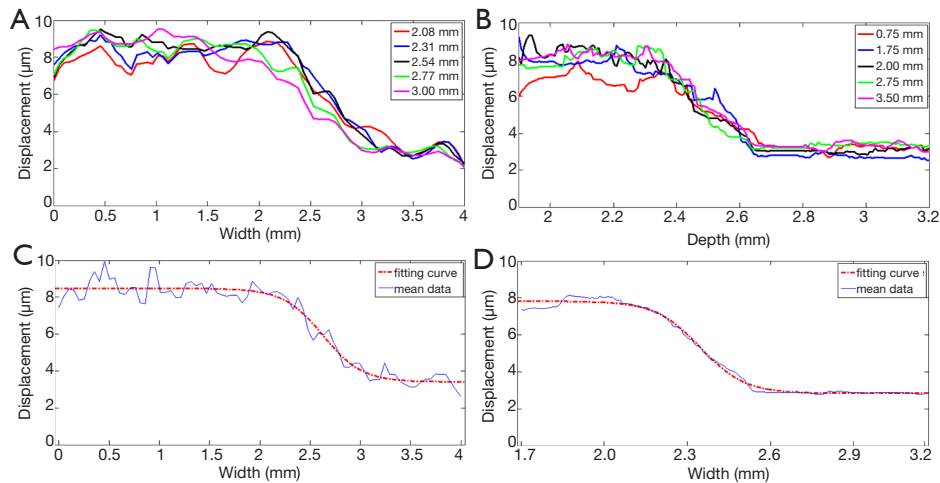 A
Displacement (µm)
10
8
6
4
2
0
0
0.5
1
1.5
2
2.5
3
3.5
4
Width (mm)
2.08 mm
2.31 mm
2.54 mm
2.77 mm
3.00 mm
B
Displacement (µm)
10
8
6
4
2
0
2
2.2
2.4
2.6
2.8
3
3.2
Depth (mm)
0.75 mm
1.75 mm
2.00 mm
2.75 mm
3.50 mm
C
Displacement (µm)
10
8
6
4
2
0
0
0.5
1
1.5
2
2.5
3
3.5
4
Width (mm)
fitting curve
mean data
D
Displacement (µm)
10
8
6
4
2
0
1.7
2.0
2.3
2.6
2.9
3.2
Width (mm)
fitting curve
mean data